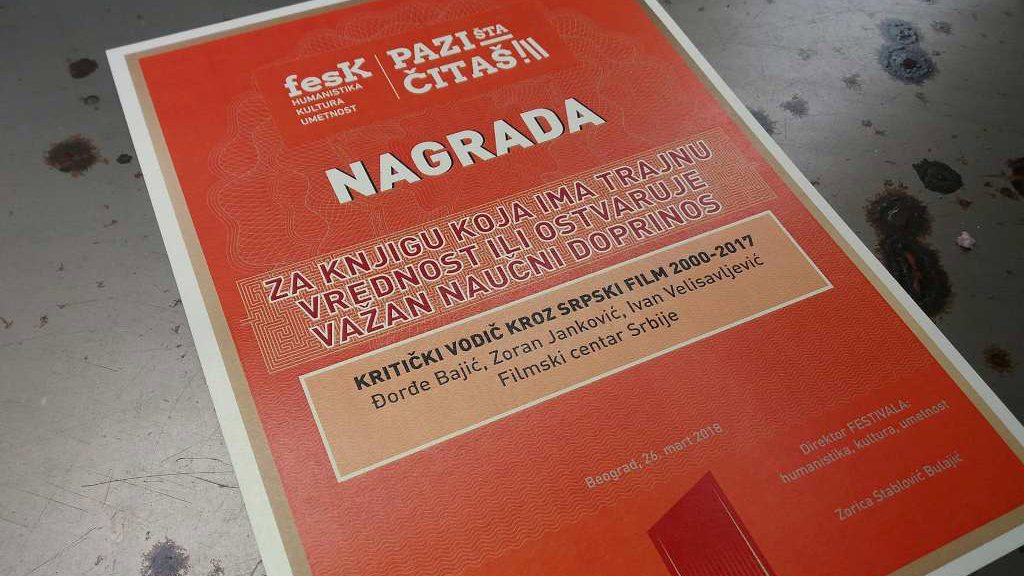 fesK
HUMANISTIKA
KULTURA
UMETNOST
PAZI ŠTA
ČITAŠ!
NAGRADA
ZA KNJIGU KOJA IMA TRAJNU
VREDNOST ILI OSTVARUJE
VAŽAN NAUČNI DOPRINOS
KRITIČKI VODIČ KROZ SRPSKI FILM 2000-2017
Đorđe Bajić, Zoran Janković, Ivan Velisavljević
Filmski centar Srbije
Beograd, 26. mart 2018
Direktor FESTIVALA:
humanistika, kultura, umetnost
Zorica Stablović Bulajić